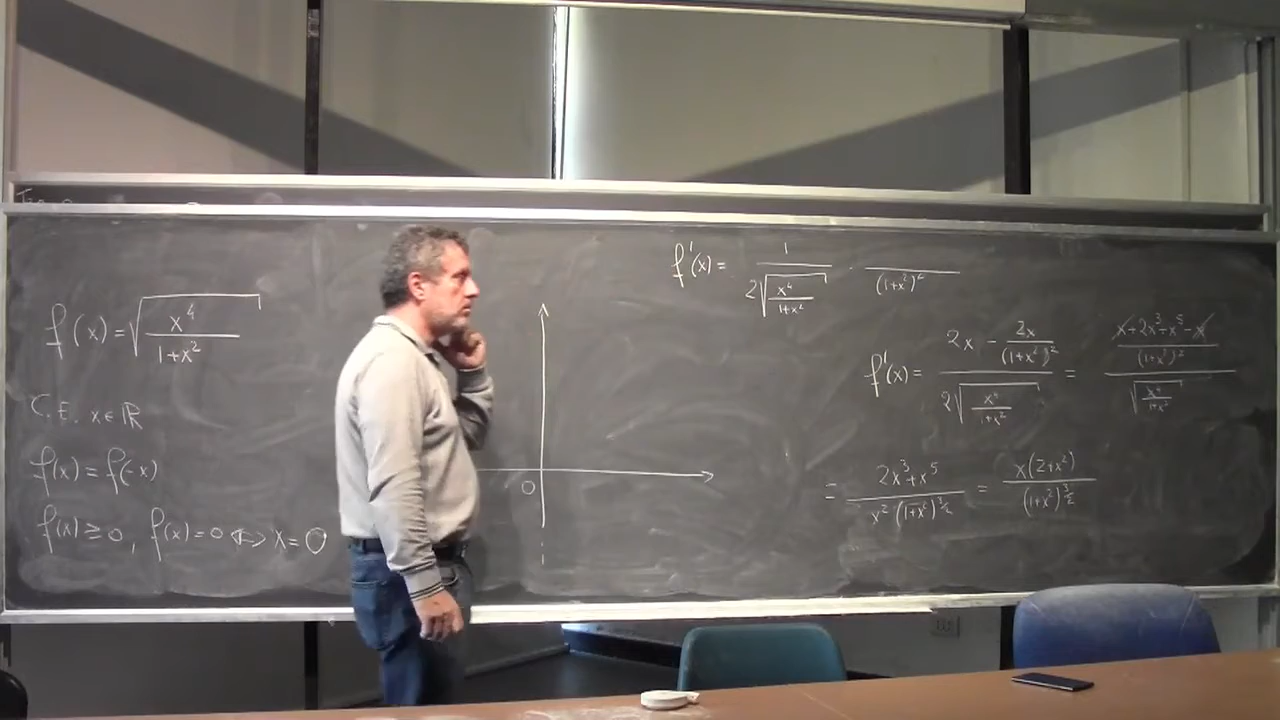 f(x) = √(x⁴/(1+x²))
C.E. x ∈ ℝ
f(x) = f(-x)
f(x) ≥ 0, f(x) = 0 ⟺ x = 0
0
f'(x) = 1/(2√(x⁴/(1+x²))) · /(1+x²)²
f'(x) = (2x - 2x/(1+x²)²)/(2√(x⁴/(1+x²))) = ((x+2x³+x⁵-x)/(1+x²)²)/√(x⁴/(1+x²))
= (2x³+x⁵)/(x²·(1+x²)^(3/2)) = x(2+x²)/(1+x²)^(3/2)